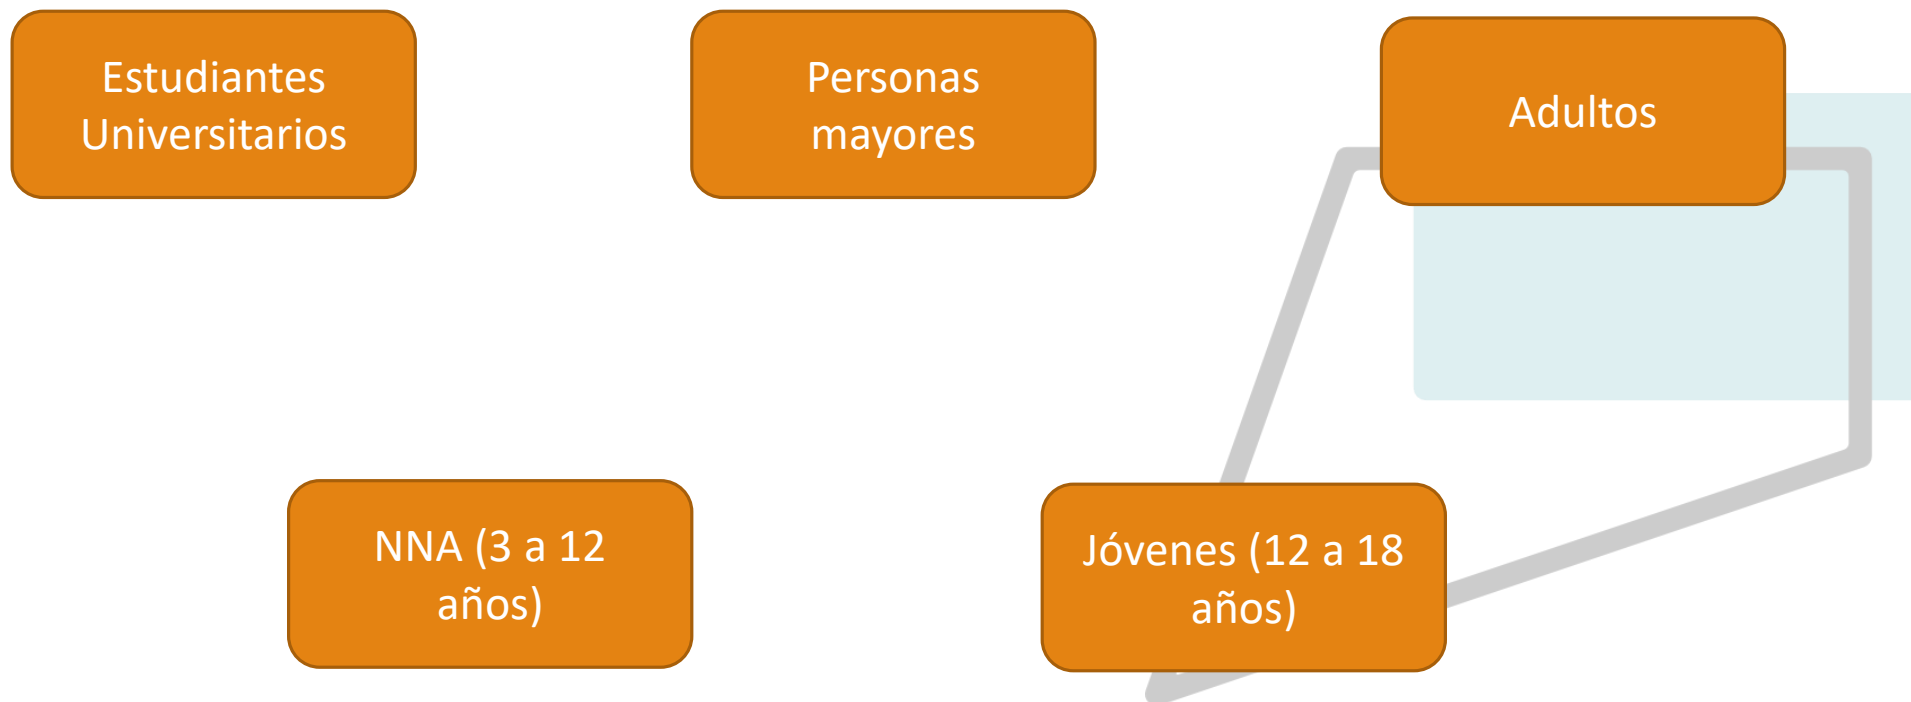 Estudiantes
Universitarios
Personas
mayores
Adultos
NNA (3 a 12
años)
Jóvenes (12 a 18
años)